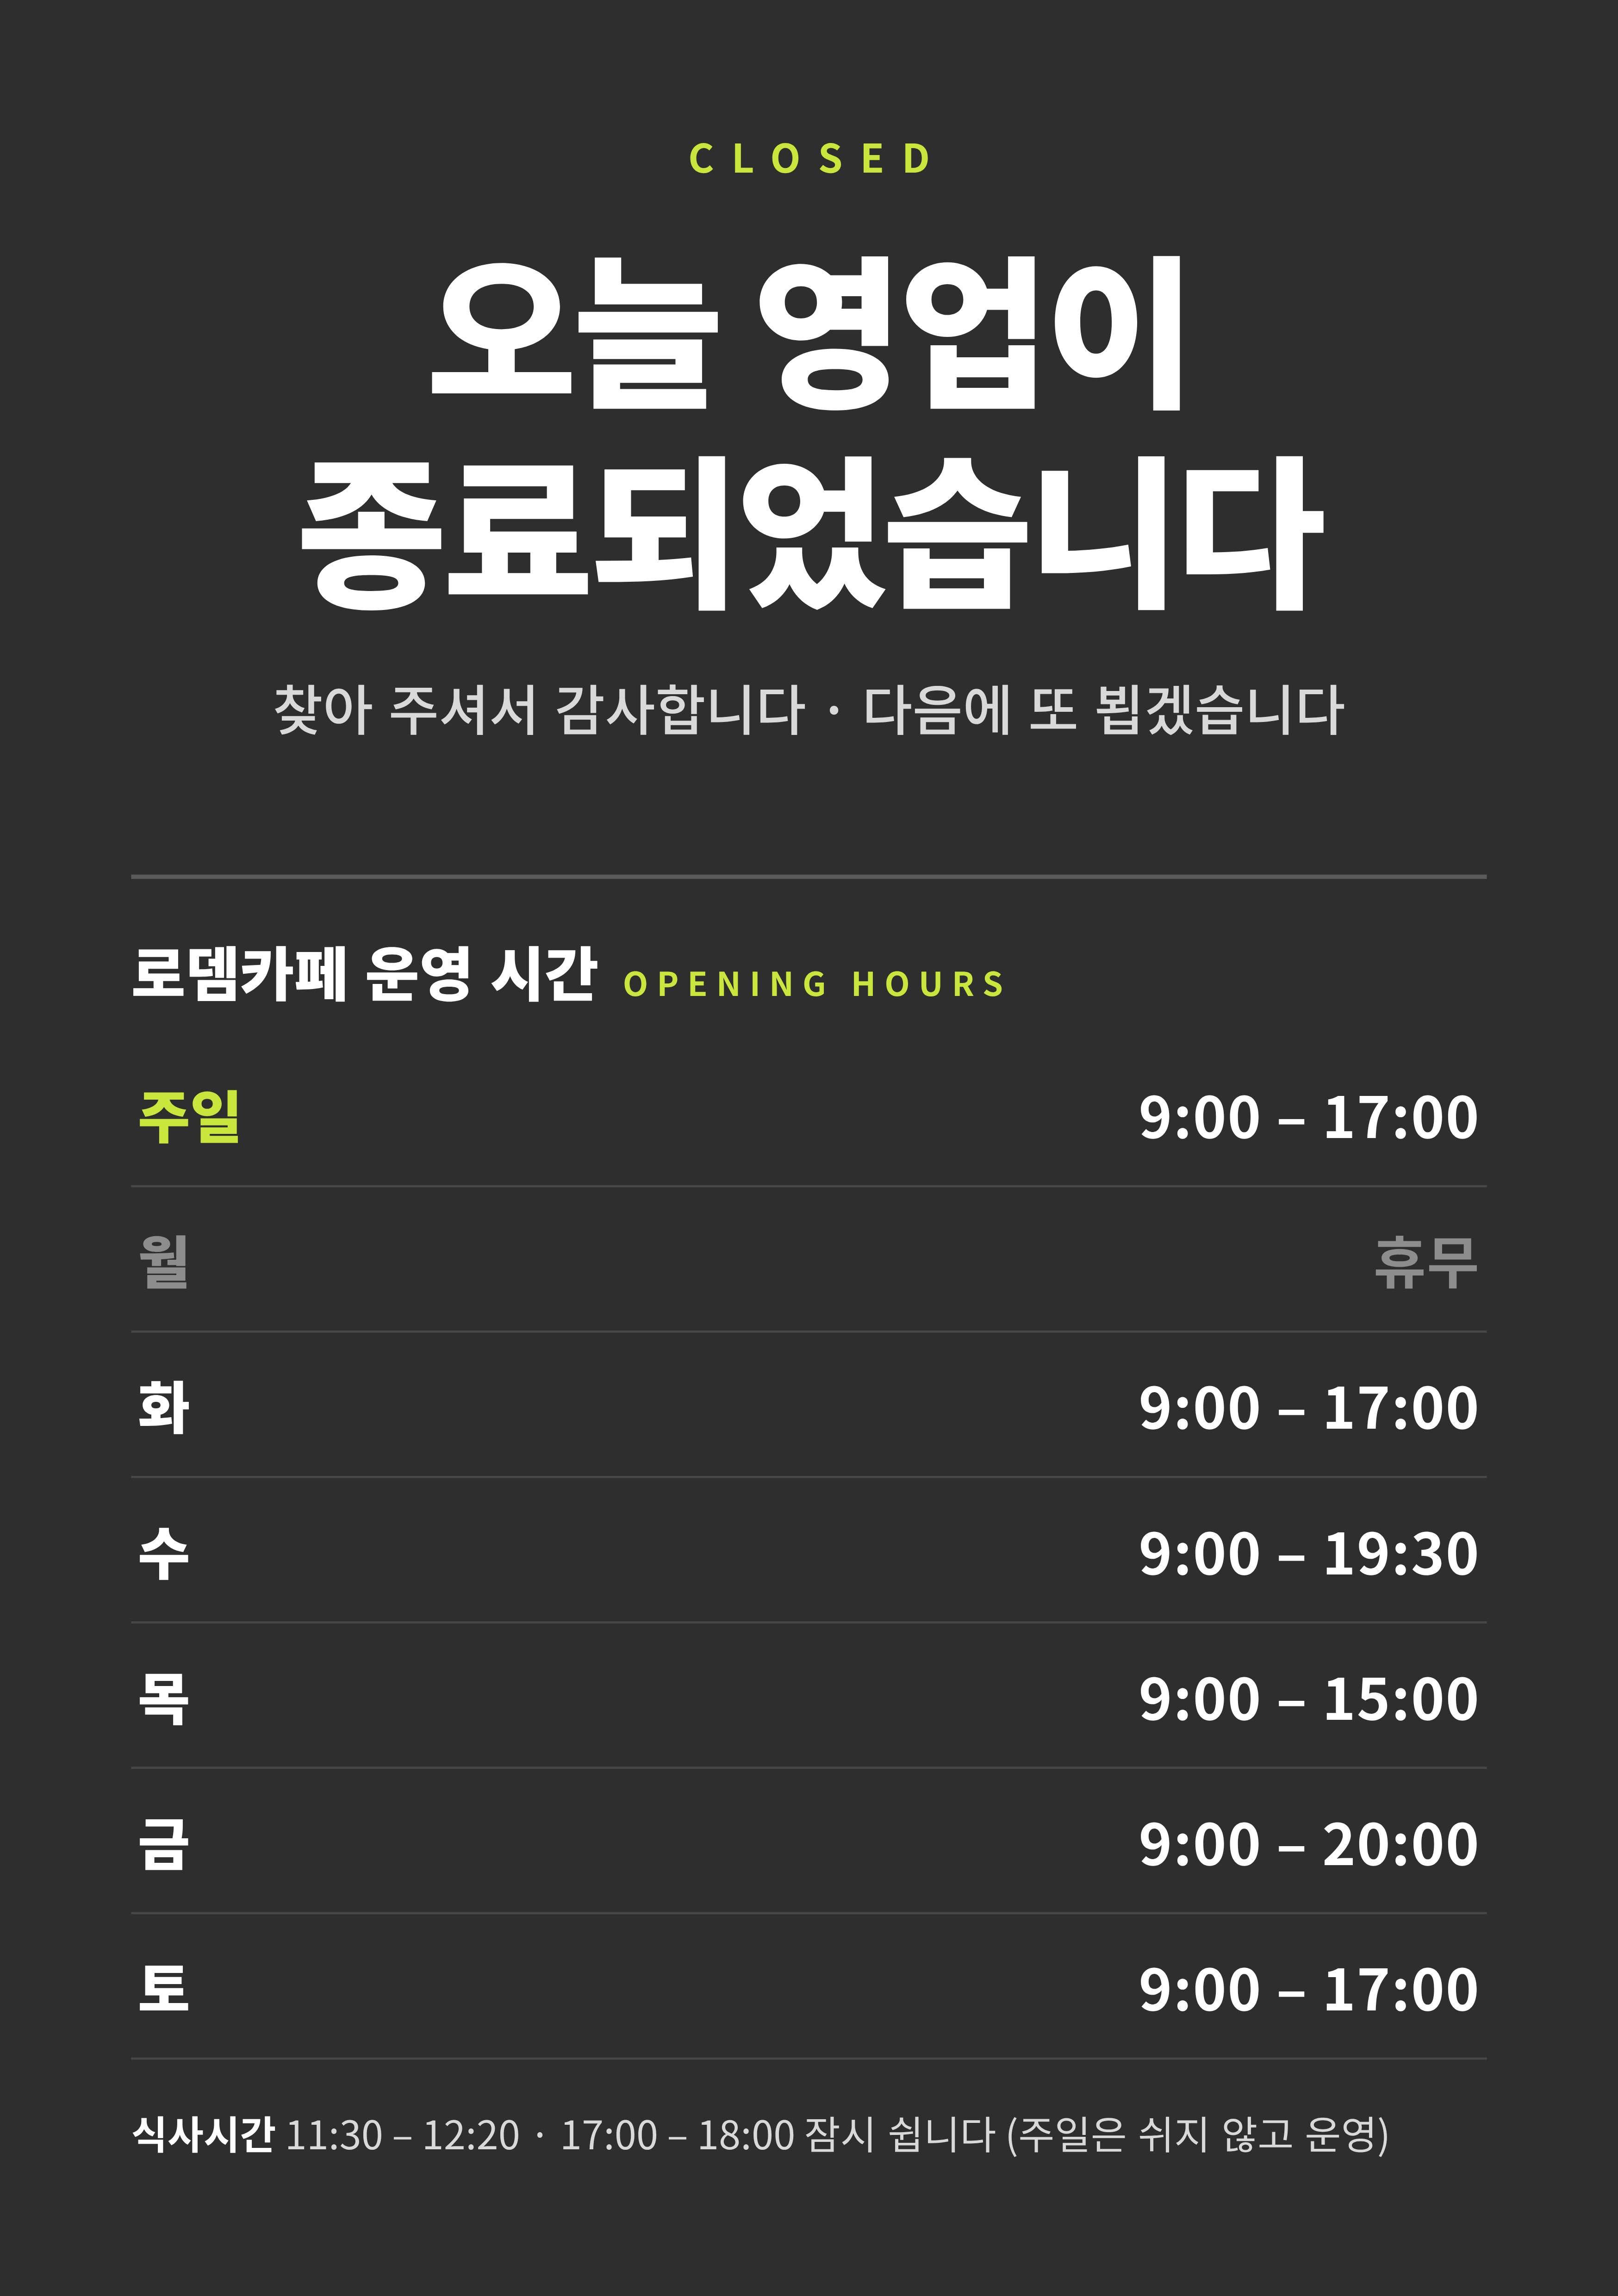 CLOSED
오늘 영업이
종료되었습니다
찾아 주셔서 감사합니다 · 다음에 또 뵙겠습니다
로뎀카페 운영 시간 OPENING HOURS
주일 9:00 – 17:00
월 휴무
화 9:00 – 17:00
수 9:00 – 19:30
목 9:00 – 15:00
금 9:00 – 20:00
토 9:00 – 17:00
식사시간 11:30 – 12:20 · 17:00 – 18:00 잠시 쉽니다 (주일은 쉬지 않고 운영)